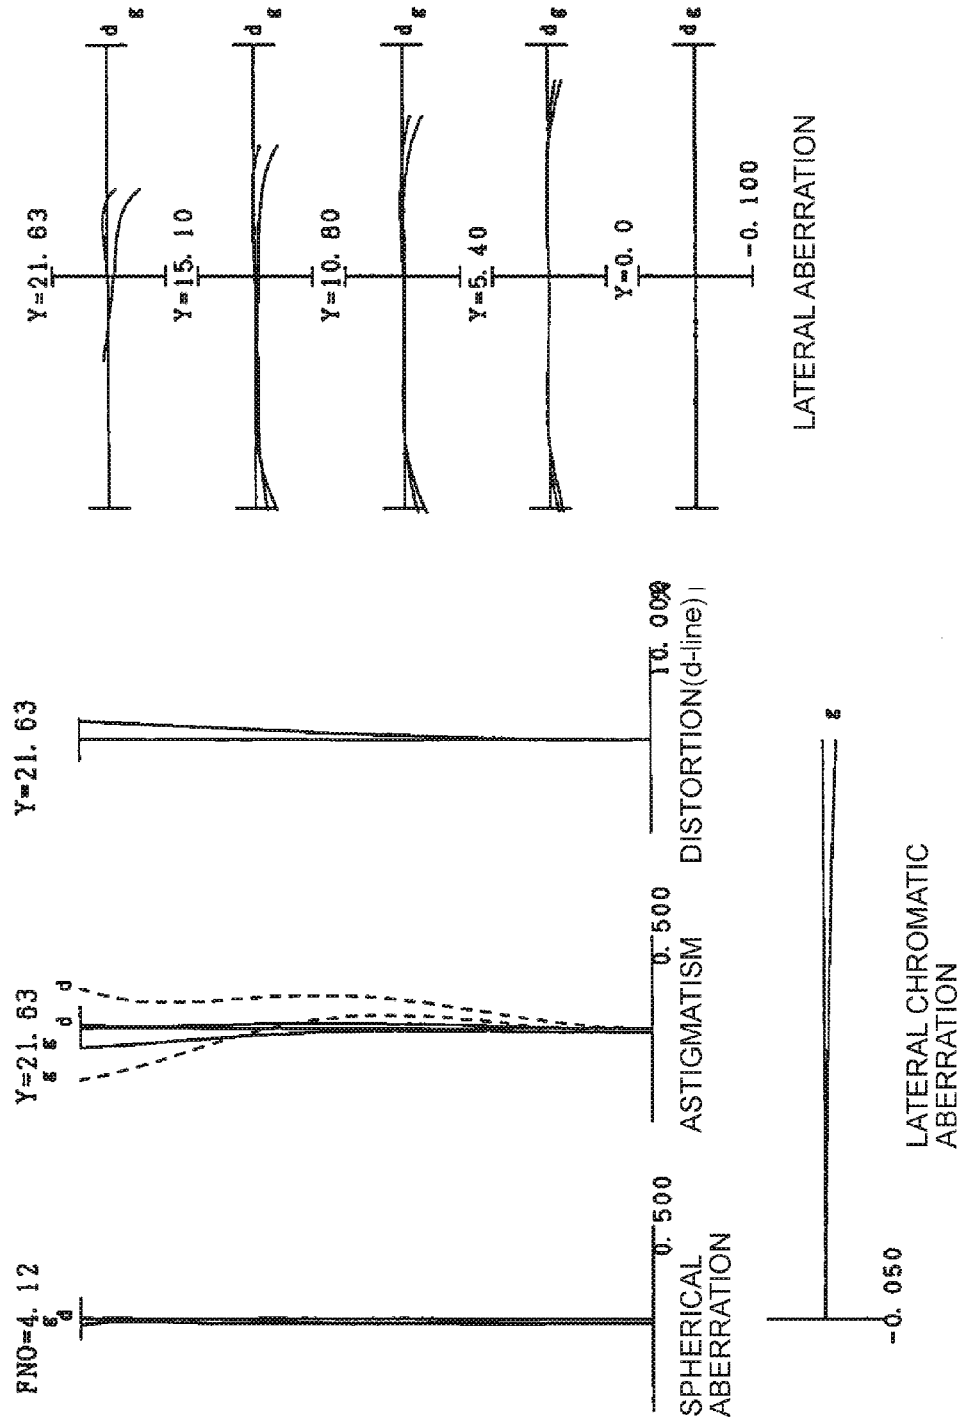 FNO=4. 12
g
d
0. 500
SPHERICAL
ABERRATION
Y=21. 63
g
g
d
d
0. 500
ASTIGMATISM
Y=21. 63
10. 00%
DISTORTION(d-line)
-0. 050
g
LATERAL CHROMATIC
ABERRATION
Y=21. 63
d
g
Y=15. 10
d
g
Y=10. 80
d
g
Y=5. 40
d
g
Y=0. 0
d
g
-0. 100
LATERAL ABERRATION